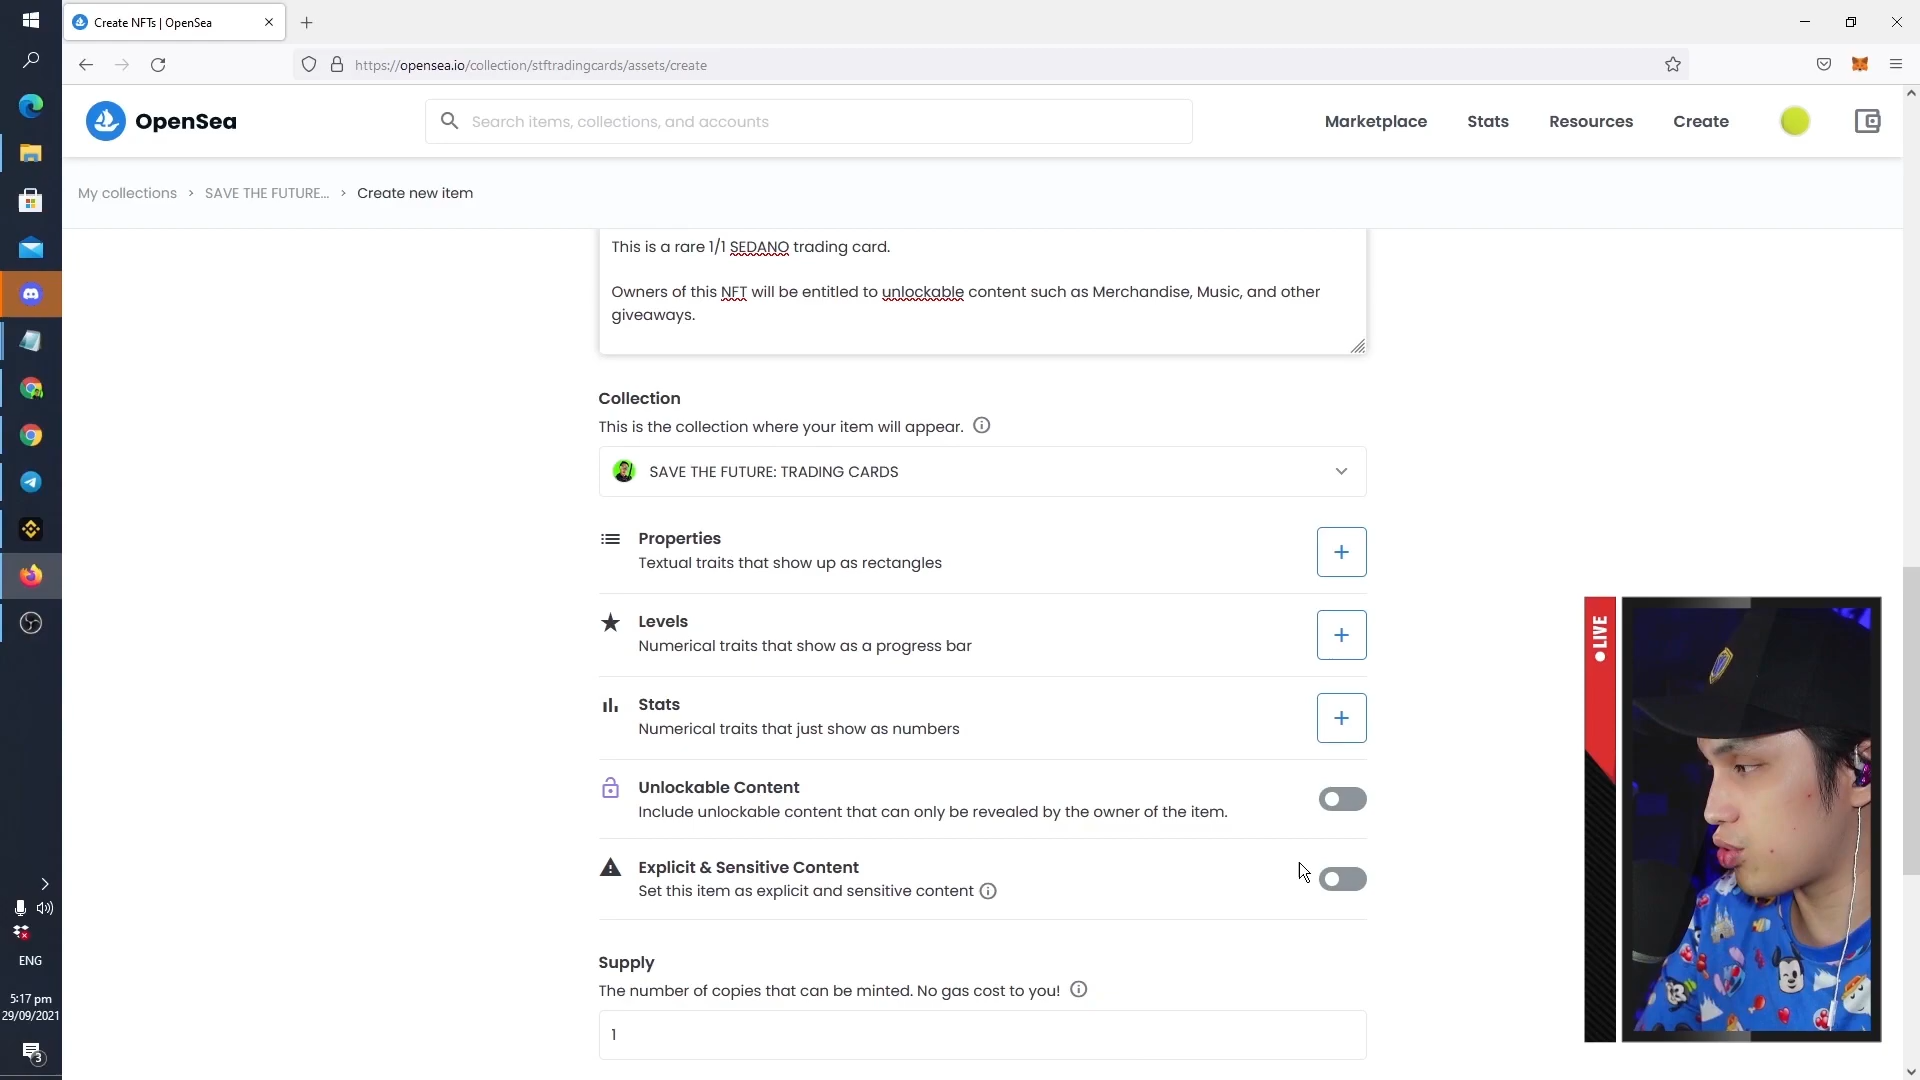 Create NFTs | OpenSea
https://opensea.io/collection/stftradingcards/assets/create
OpenSea
Search items, collections, and accounts
Marketplace
Stats
Resources
Create
My collections > SAVE THE FUTURE... > Create new item
This is a rare 1/1 SEDANO trading card.
Owners of this NFT will be entitled to unlockable content such as Merchandise, Music, and other
giveaways.
Collection
This is the collection where your item will appear.
SAVE THE FUTURE: TRADING CARDS
Properties
Textual traits that show up as rectangles
Levels
Numerical traits that show as a progress bar
Stats
Numerical traits that just show as numbers
Unlockable Content
Include unlockable content that can only be revealed by the owner of the item.
Explicit & Sensitive Content
Set this item as explicit and sensitive content
Supply
The number of copies that can be minted. No gas cost to you!
1
LIVE
ENG
5:17 pm
29/09/2021
3